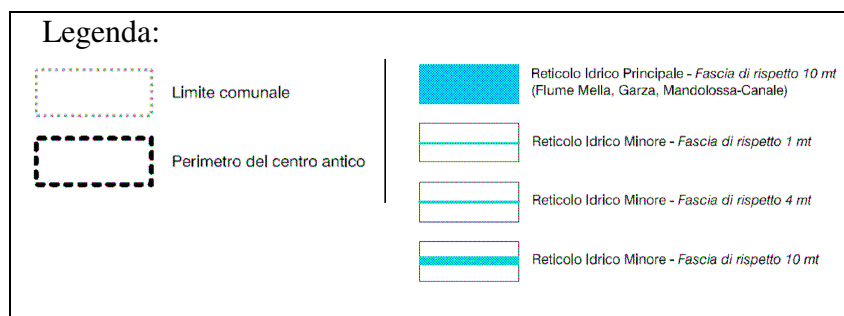 Legenda:
Limite comunale
Perimetro del centro antico
Reticolo Idrico Principale - Fascia di rispetto 10 mt
(Fiume Mella, Garza, Mandolossa-Canale)
Reticolo Idrico Minore - Fascia di rispetto 1 mt
Reticolo Idrico Minore - Fascia di rispetto 4 mt
Reticolo Idrico Minore - Fascia di rispetto 10 mt